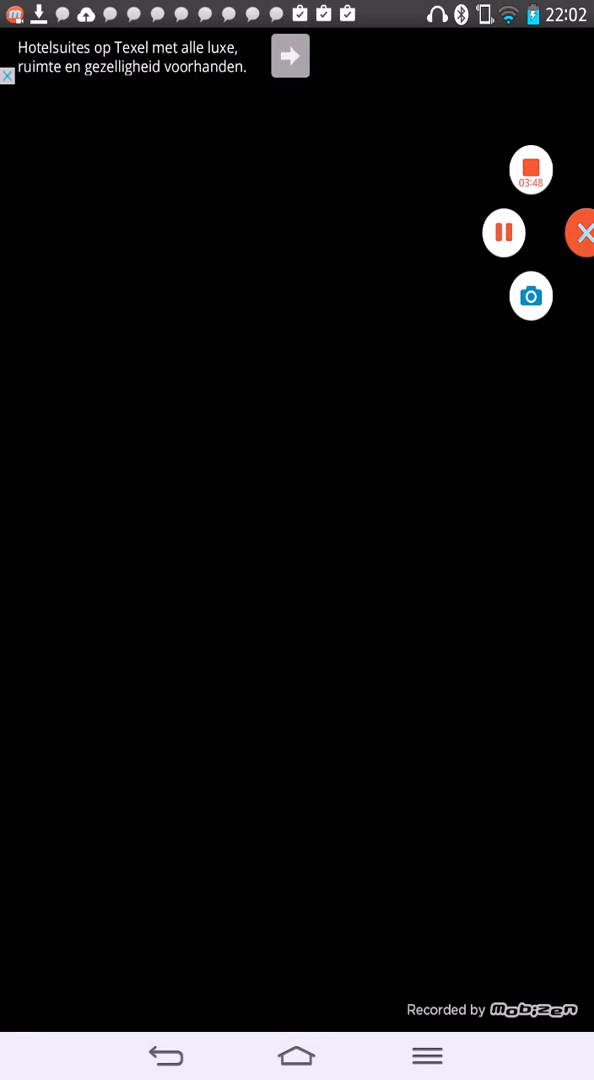 22:02
Hotelsuites op Texel met alle luxe,
ruimte en gezelligheid voorhanden.
03:48
Recorded by mobizen